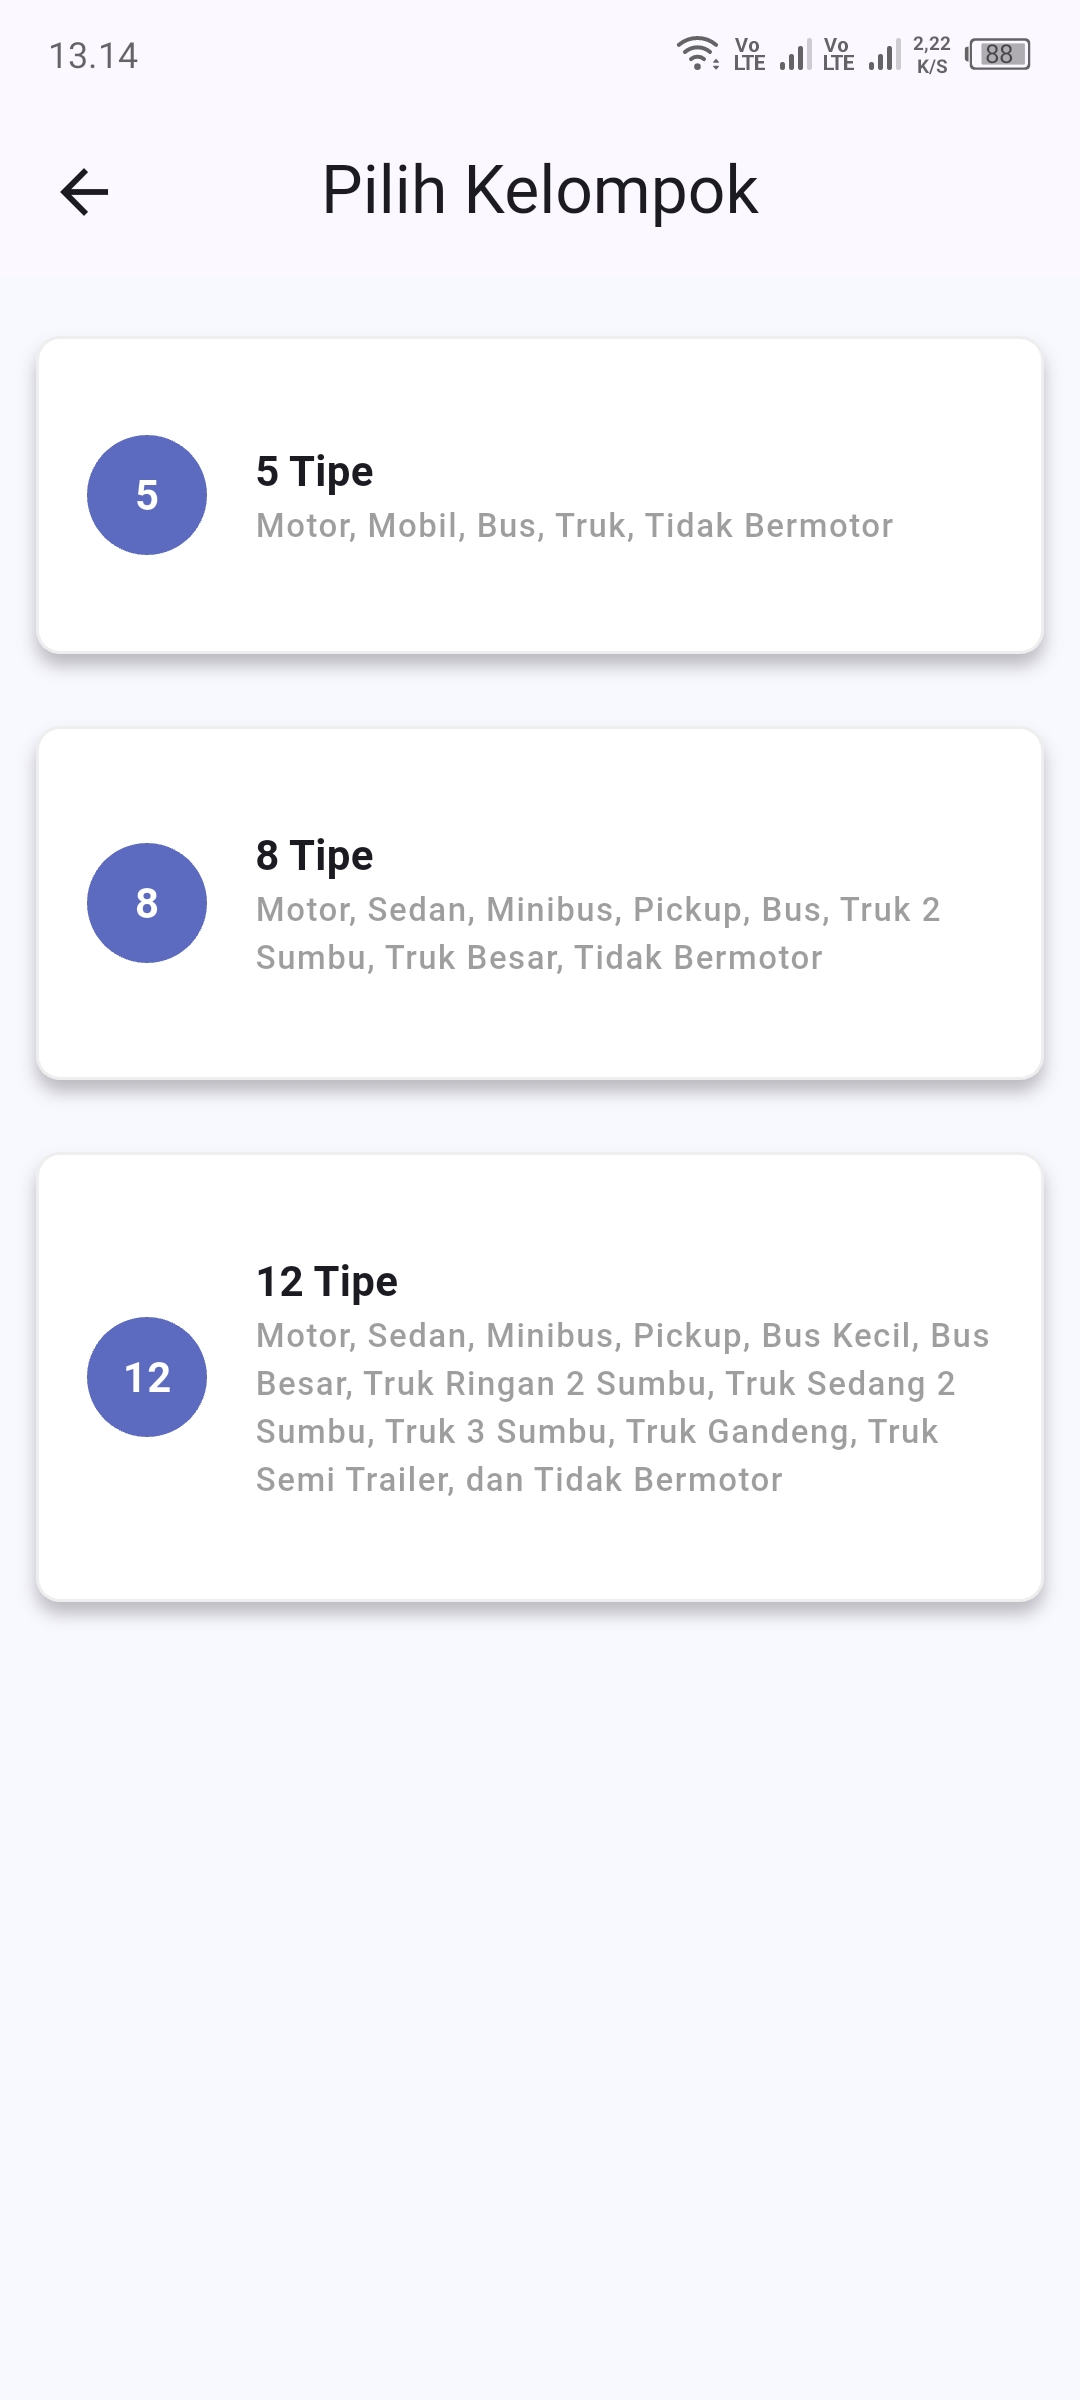 13.14
Vo LTE Vo LTE 2,22 K/S 88
Pilih Kelompok
5
5 Tipe
Motor, Mobil, Bus, Truk, Tidak Bermotor
8
8 Tipe
Motor, Sedan, Minibus, Pickup, Bus, Truk 2
Sumbu, Truk Besar, Tidak Bermotor
12
12 Tipe
Motor, Sedan, Minibus, Pickup, Bus Kecil, Bus
Besar, Truk Ringan 2 Sumbu, Truk Sedang 2
Sumbu, Truk 3 Sumbu, Truk Gandeng, Truk
Semi Trailer, dan Tidak Bermotor